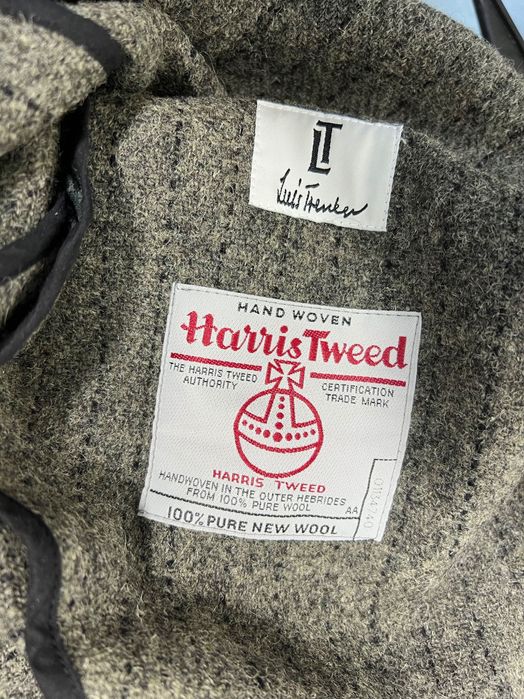 LT
Luis Trenker
HAND WOVEN
Harris Tweed
THE HARRIS TWEED
AUTHORITY
CERTIFICATION
TRADE MARK
HARRIS TWEED
HANDWOVEN IN THE OUTER HEBRIDES
FROM 100% PURE WOOL
AA
100% PURE NEW WOOL